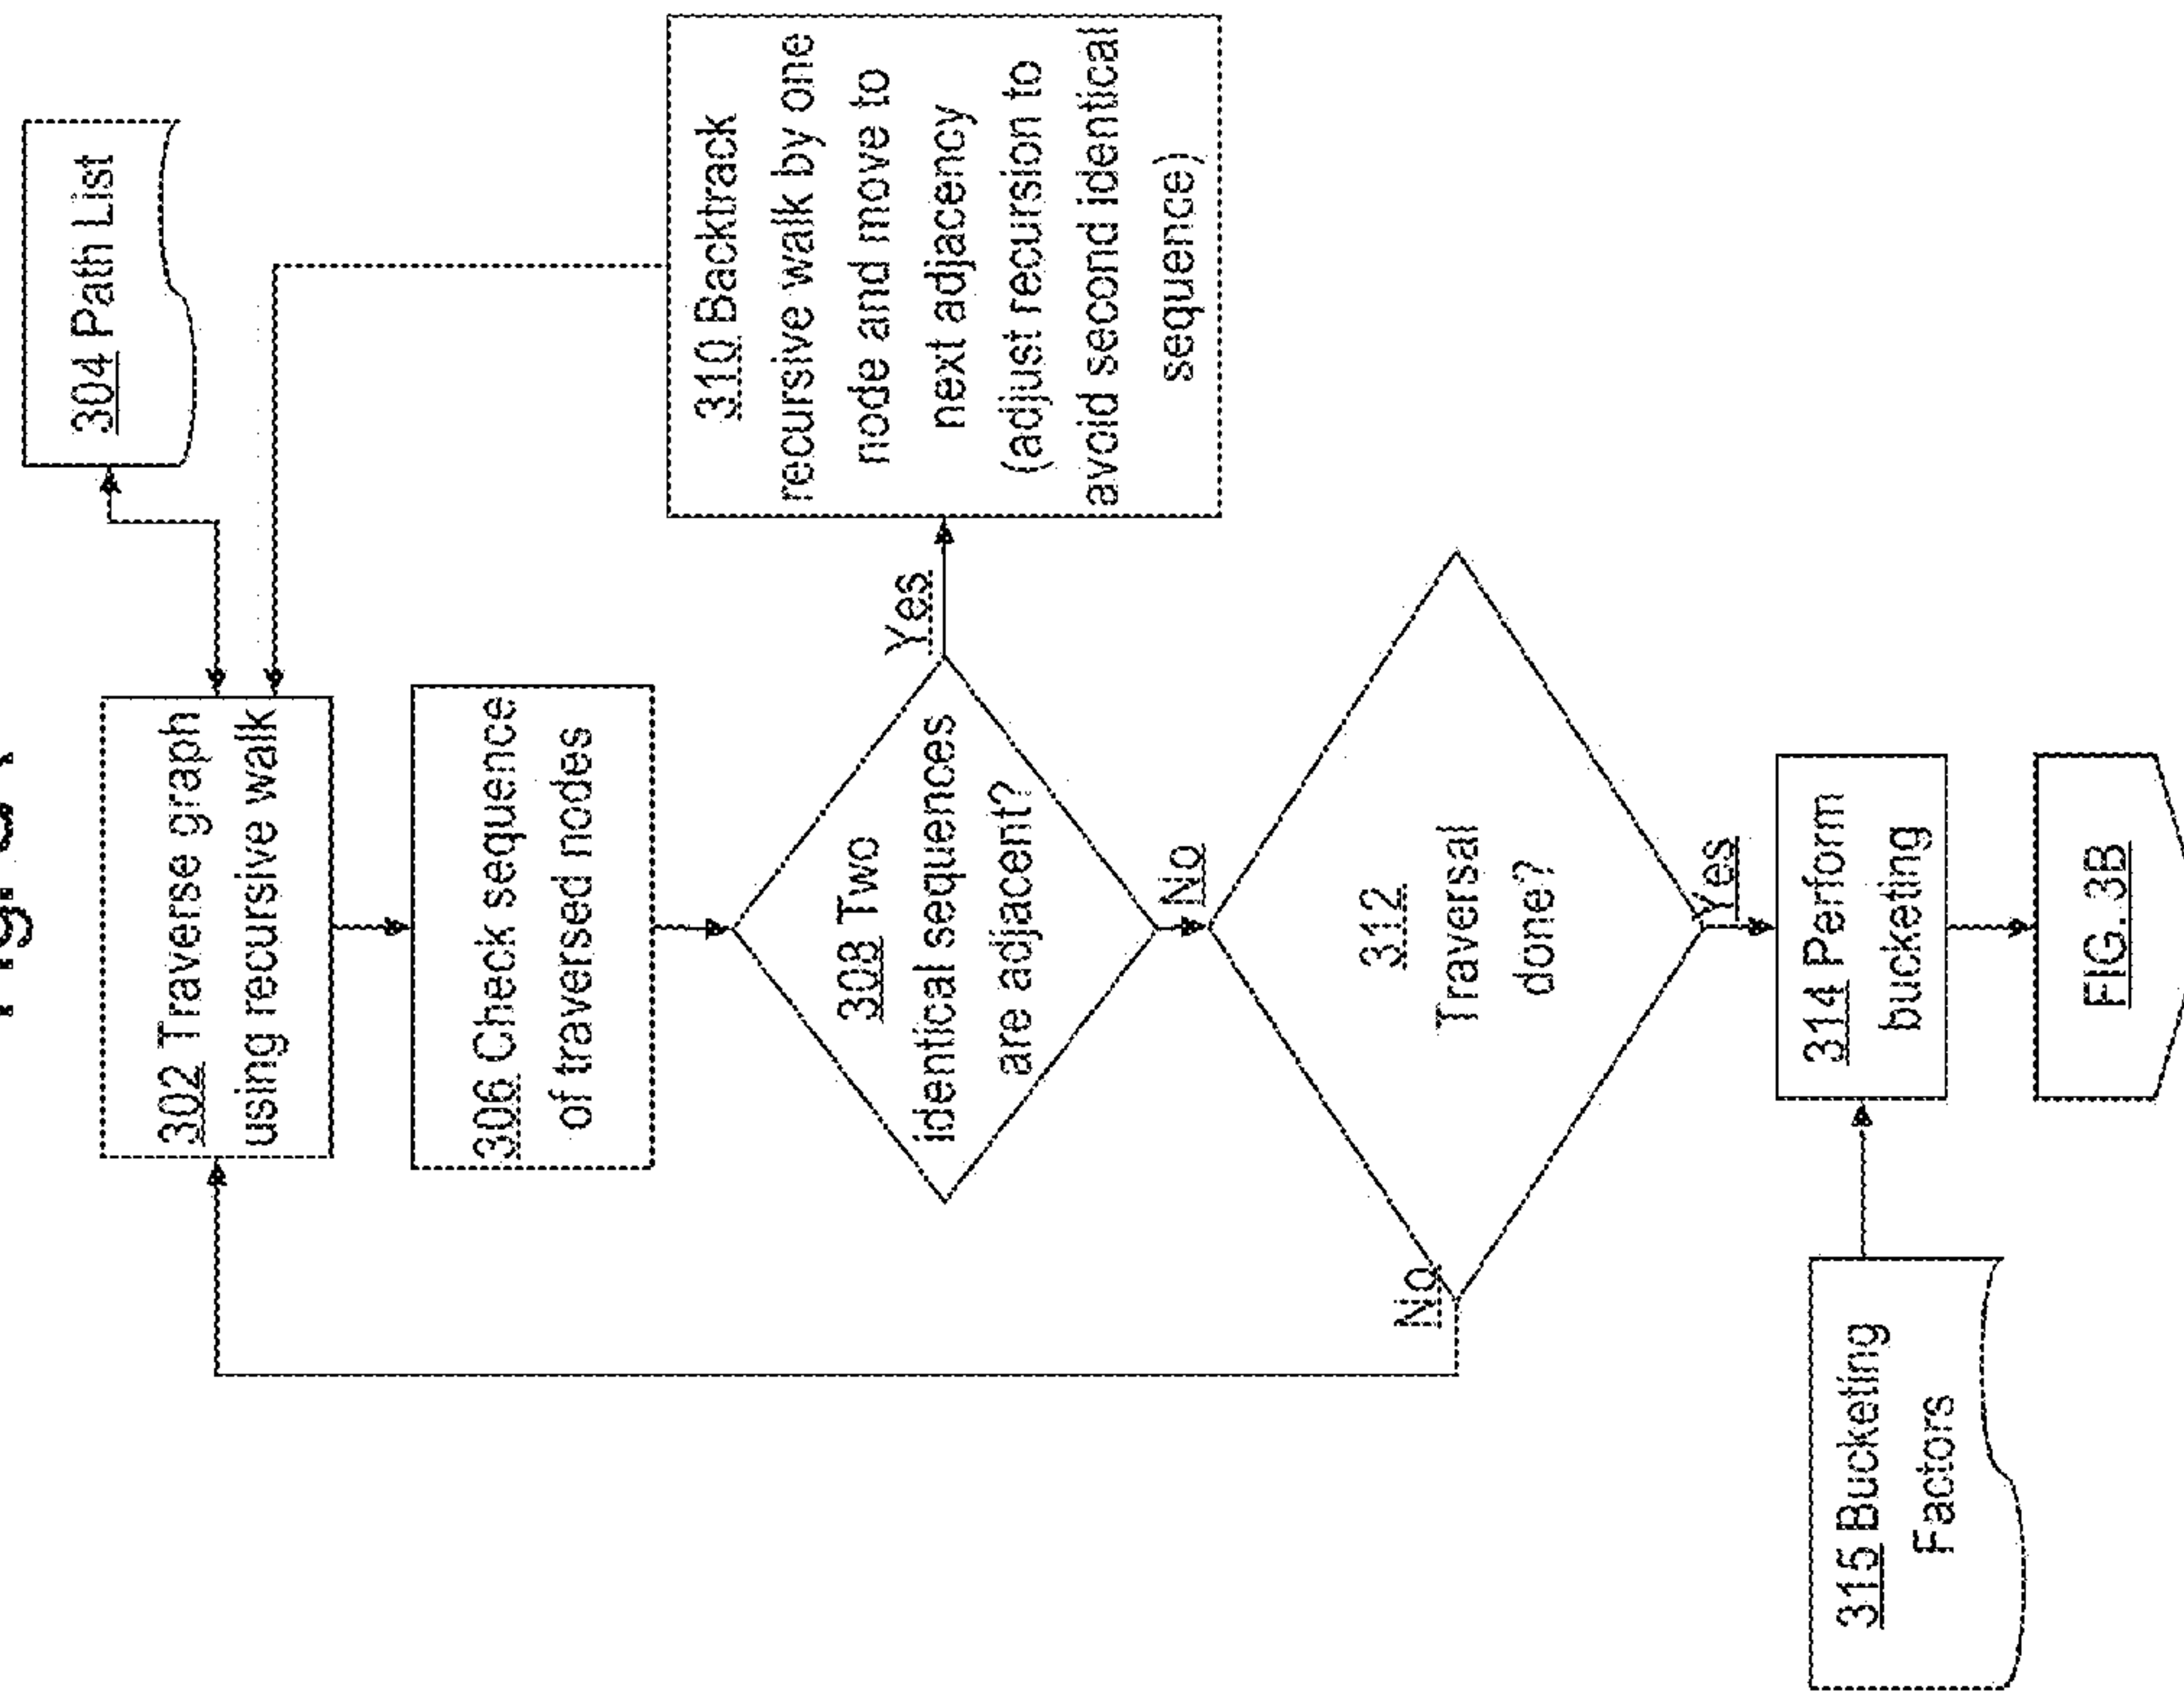 304 Path List
302 Traverse graph
using recursive walk
306 Check sequence
of traversed nodes
308 Two
identical sequences
are adjacent?
Yes
310 Backtrack
recursive walk by one
node and move to
next adjacency
(adjust recursion to
avoid second identical
sequence)
No
312
Traversal
done?
No
Yes
314 Perform
bucketing
315 Bucketing
Factors
FIG. 3B